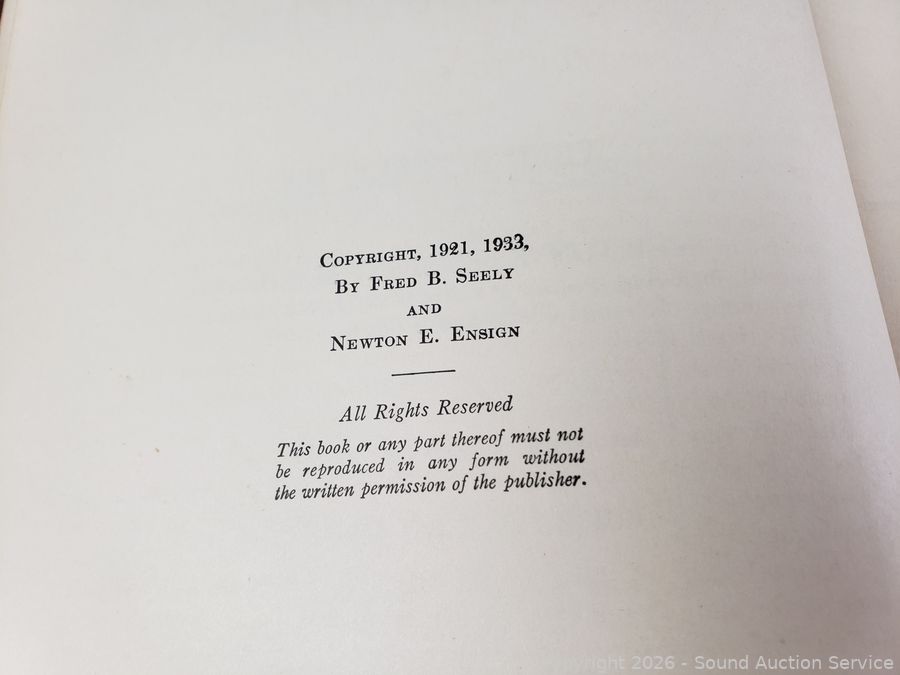 COPYRIGHT, 1921, 1933,
BY FRED B. SEELY
AND
NEWTON E. ENSIGN
All Rights Reserved
This book or any part thereof must not
be reproduced in any form without
the written permission of the publisher.
Copyright 2026 - Sound Auction Service